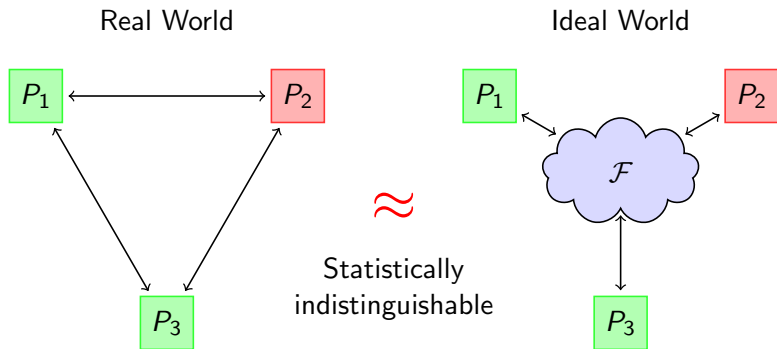 Real World
Ideal World
P₁
P₂
P₁
P₂
ℱ
≈
Statistically
indistinguishable
P₃
P₃